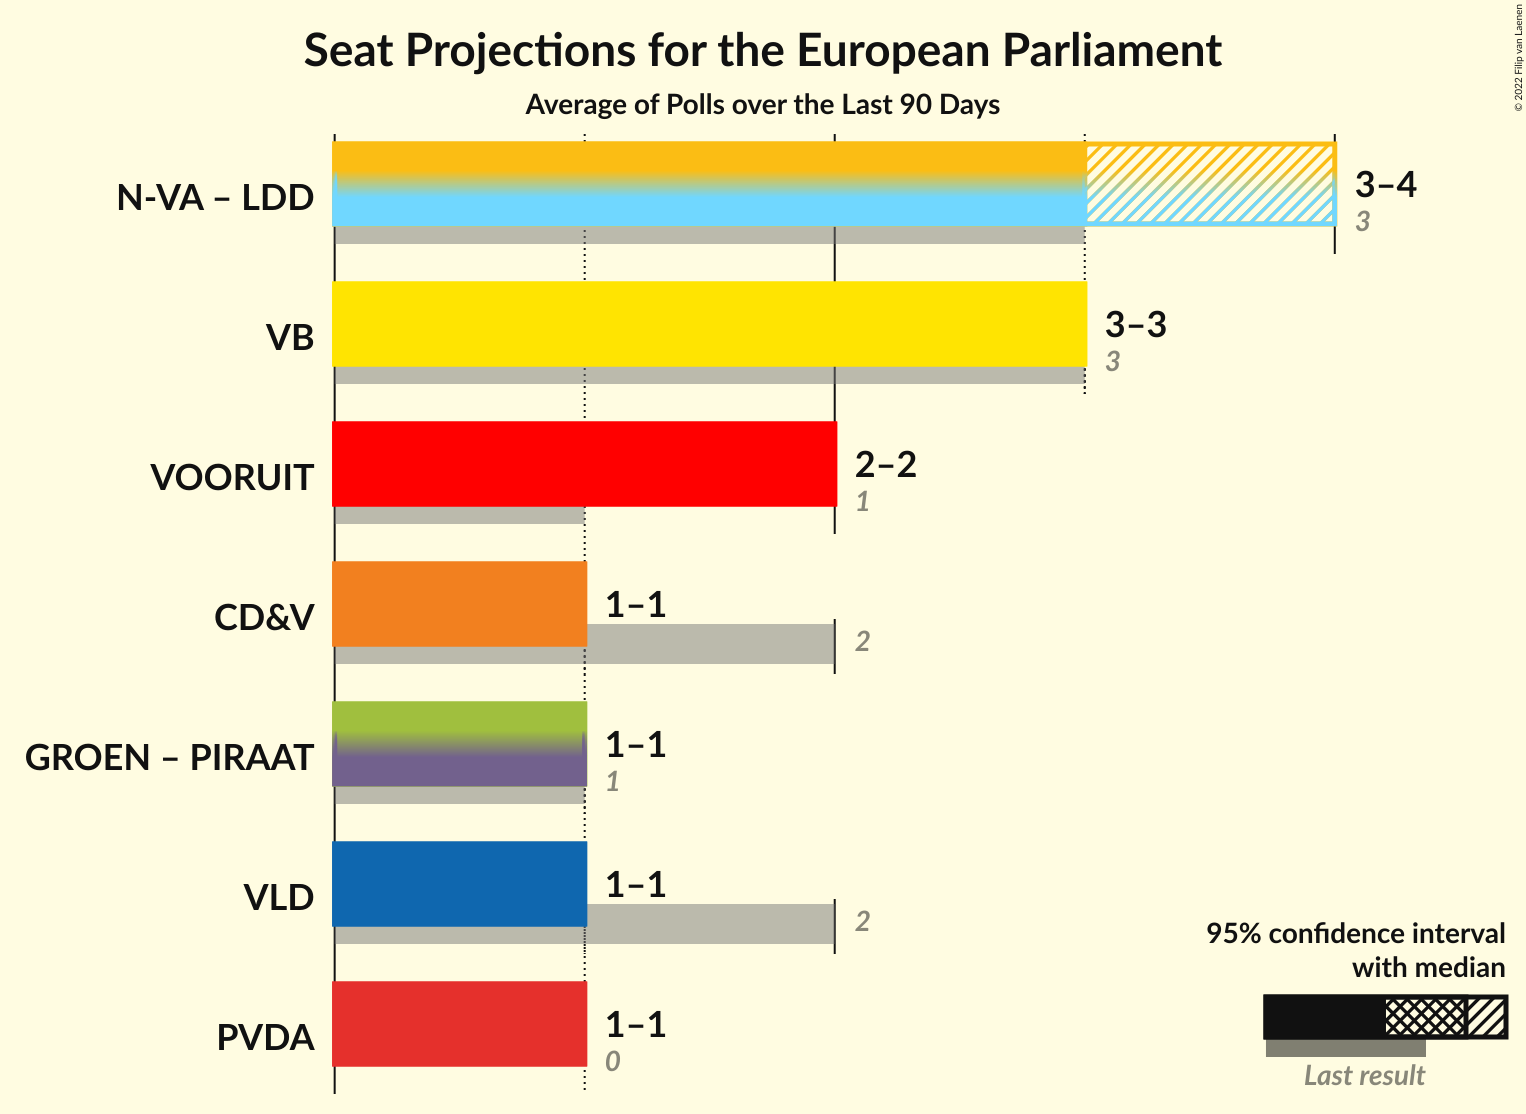 Seat Projections for the European Parliament
Average of Polls over the Last 90 Days
© 2022 Filip van Laenen
N-VA – LDD
3–4
3
VB
3–3
3
VOORUIT
2–2
1
CD&V
1–1
2
GROEN – PIRAAT
1–1
1
VLD
1–1
2
PVDA
1–1
0
95% confidence interval
with median
Last result